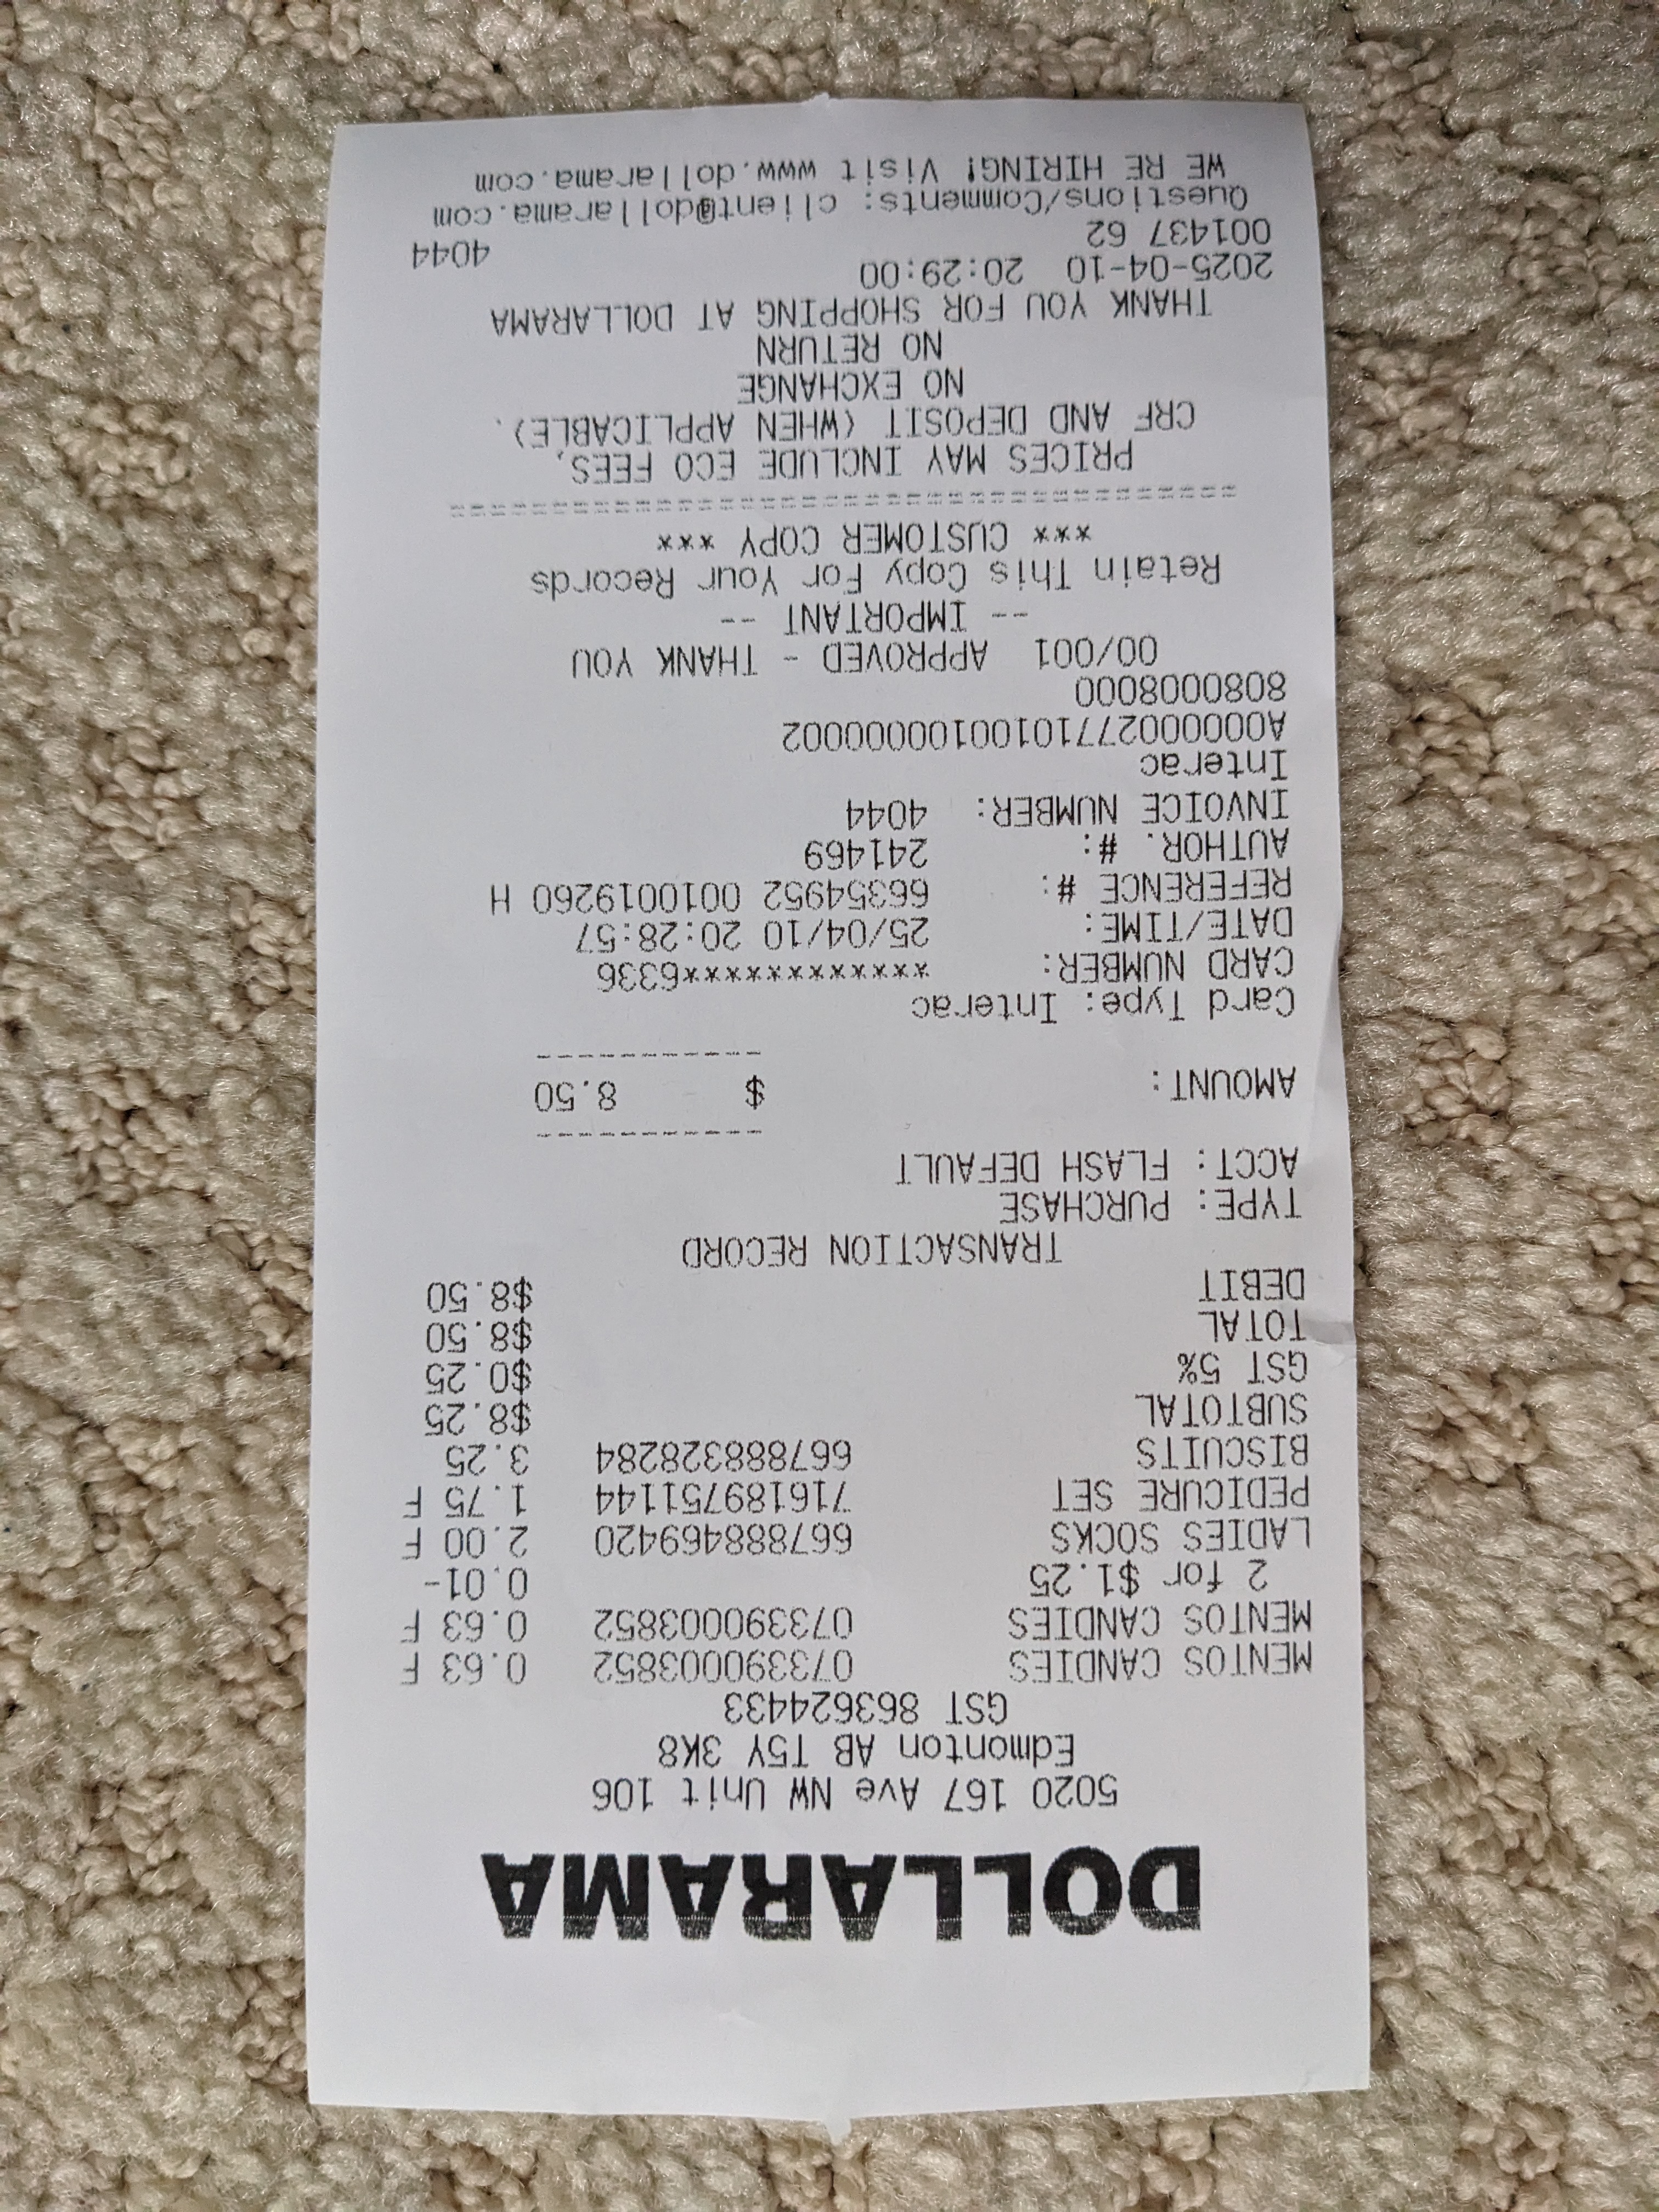 DOLLARAMA
5020 167 Ave NW Unit 106
Edmonton AB T5Y 3K8
GST 863624433
MENTOS CANDIES 073390003852 0.63 F
MENTOS CANDIES 073390003852 0.63 F
2 for $1.25 0.01-
LADIES SOCKS 667888469420 2.00 F
PEDICURE SET 716189751144 1.75 F
BISCUITS 667888328284 3.25
SUBTOTAL $8.25
GST 5% $0.25
TOTAL $8.50
DEBIT $8.50
TRANSACTION RECORD
TYPE: PURCHASE
ACCT: FLASH DEFAULT
----------
AMOUNT: $ 8.50
----------
Card Type: Interac
CARD NUMBER: ************6336
DATE/TIME: 25/04/10 20:28:57
REFERENCE #: 66354952 0010019260 H
AUTHOR. #: 241469
INVOICE NUMBER: 4044
Interac
A0000002771010010000000002
8080008000
00/001 APPROVED - THANK YOU
-- IMPORTANT --
Retain This Copy For Your Records
*** CUSTOMER COPY ***
======================================
PRICES MAY INCLUDE ECO FEES,
CRF AND DEPOSIT (WHEN APPLICABLE).
NO EXCHANGE
NO RETURN
THANK YOU FOR SHOPPING AT DOLLARAMA
2025-04-10 20:29:00
001437 62 4044
Questions/Comments: client@dollarama.com
WE RE HIRING! Visit www.dollarama.com